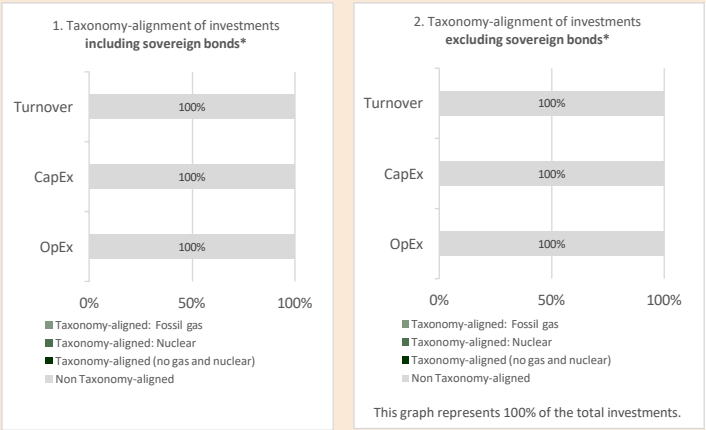 1. Taxonomy-alignment of investments
including sovereign bonds*
Turnover
100%
CapEx
100%
OpEx
100%
0% 50% 100%
Taxonomy-aligned: Fossil gas
Taxonomy-aligned: Nuclear
Taxonomy-aligned (no gas and nuclear)
Non Taxonomy-aligned
2. Taxonomy-alignment of investments
excluding sovereign bonds*
Turnover
100%
CapEx
100%
OpEx
100%
0% 50% 100%
Taxonomy-aligned: Fossil gas
Taxonomy-aligned: Nuclear
Taxonomy-aligned (no gas and nuclear)
Non Taxonomy-aligned
This graph represents 100% of the total investments.